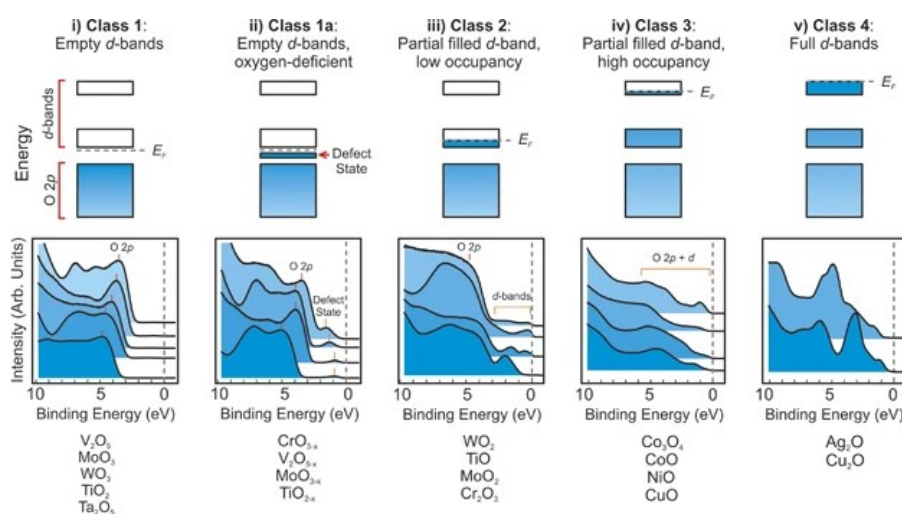 i) Class 1:
Empty d-bands
ii) Class 1a:
Empty d-bands,
oxygen-deficient
iii) Class 2:
Partial filled d-band,
low occupancy
iv) Class 3:
Partial filled d-band,
high occupancy
v) Class 4:
Full d-bands
Energy
d-bands
O 2p
E_F
Defect
State
E_F
E_F
E_F
Intensity (Arb. Units)
O 2p
10 5 0
Binding Energy (eV)
O 2p
Defect
State
10 5 0
Binding Energy (eV)
O 2p
d-bands
10 5 0
Binding Energy (eV)
O 2p + d
10 5 0
Binding Energy (eV)
10 5 0
Binding Energy (eV)
V₂O₅
MoO₃
WO₃
TiO₂
Ta₂O₅
CrO₃₋ₓ
V₂O₅₋ₓ
MoO₃₋ₓ
TiO₂₋ₓ
WO₂
TiO
MoO₂
Cr₂O₃
Co₃O₄
CoO
NiO
CuO
Ag₂O
Cu₂O